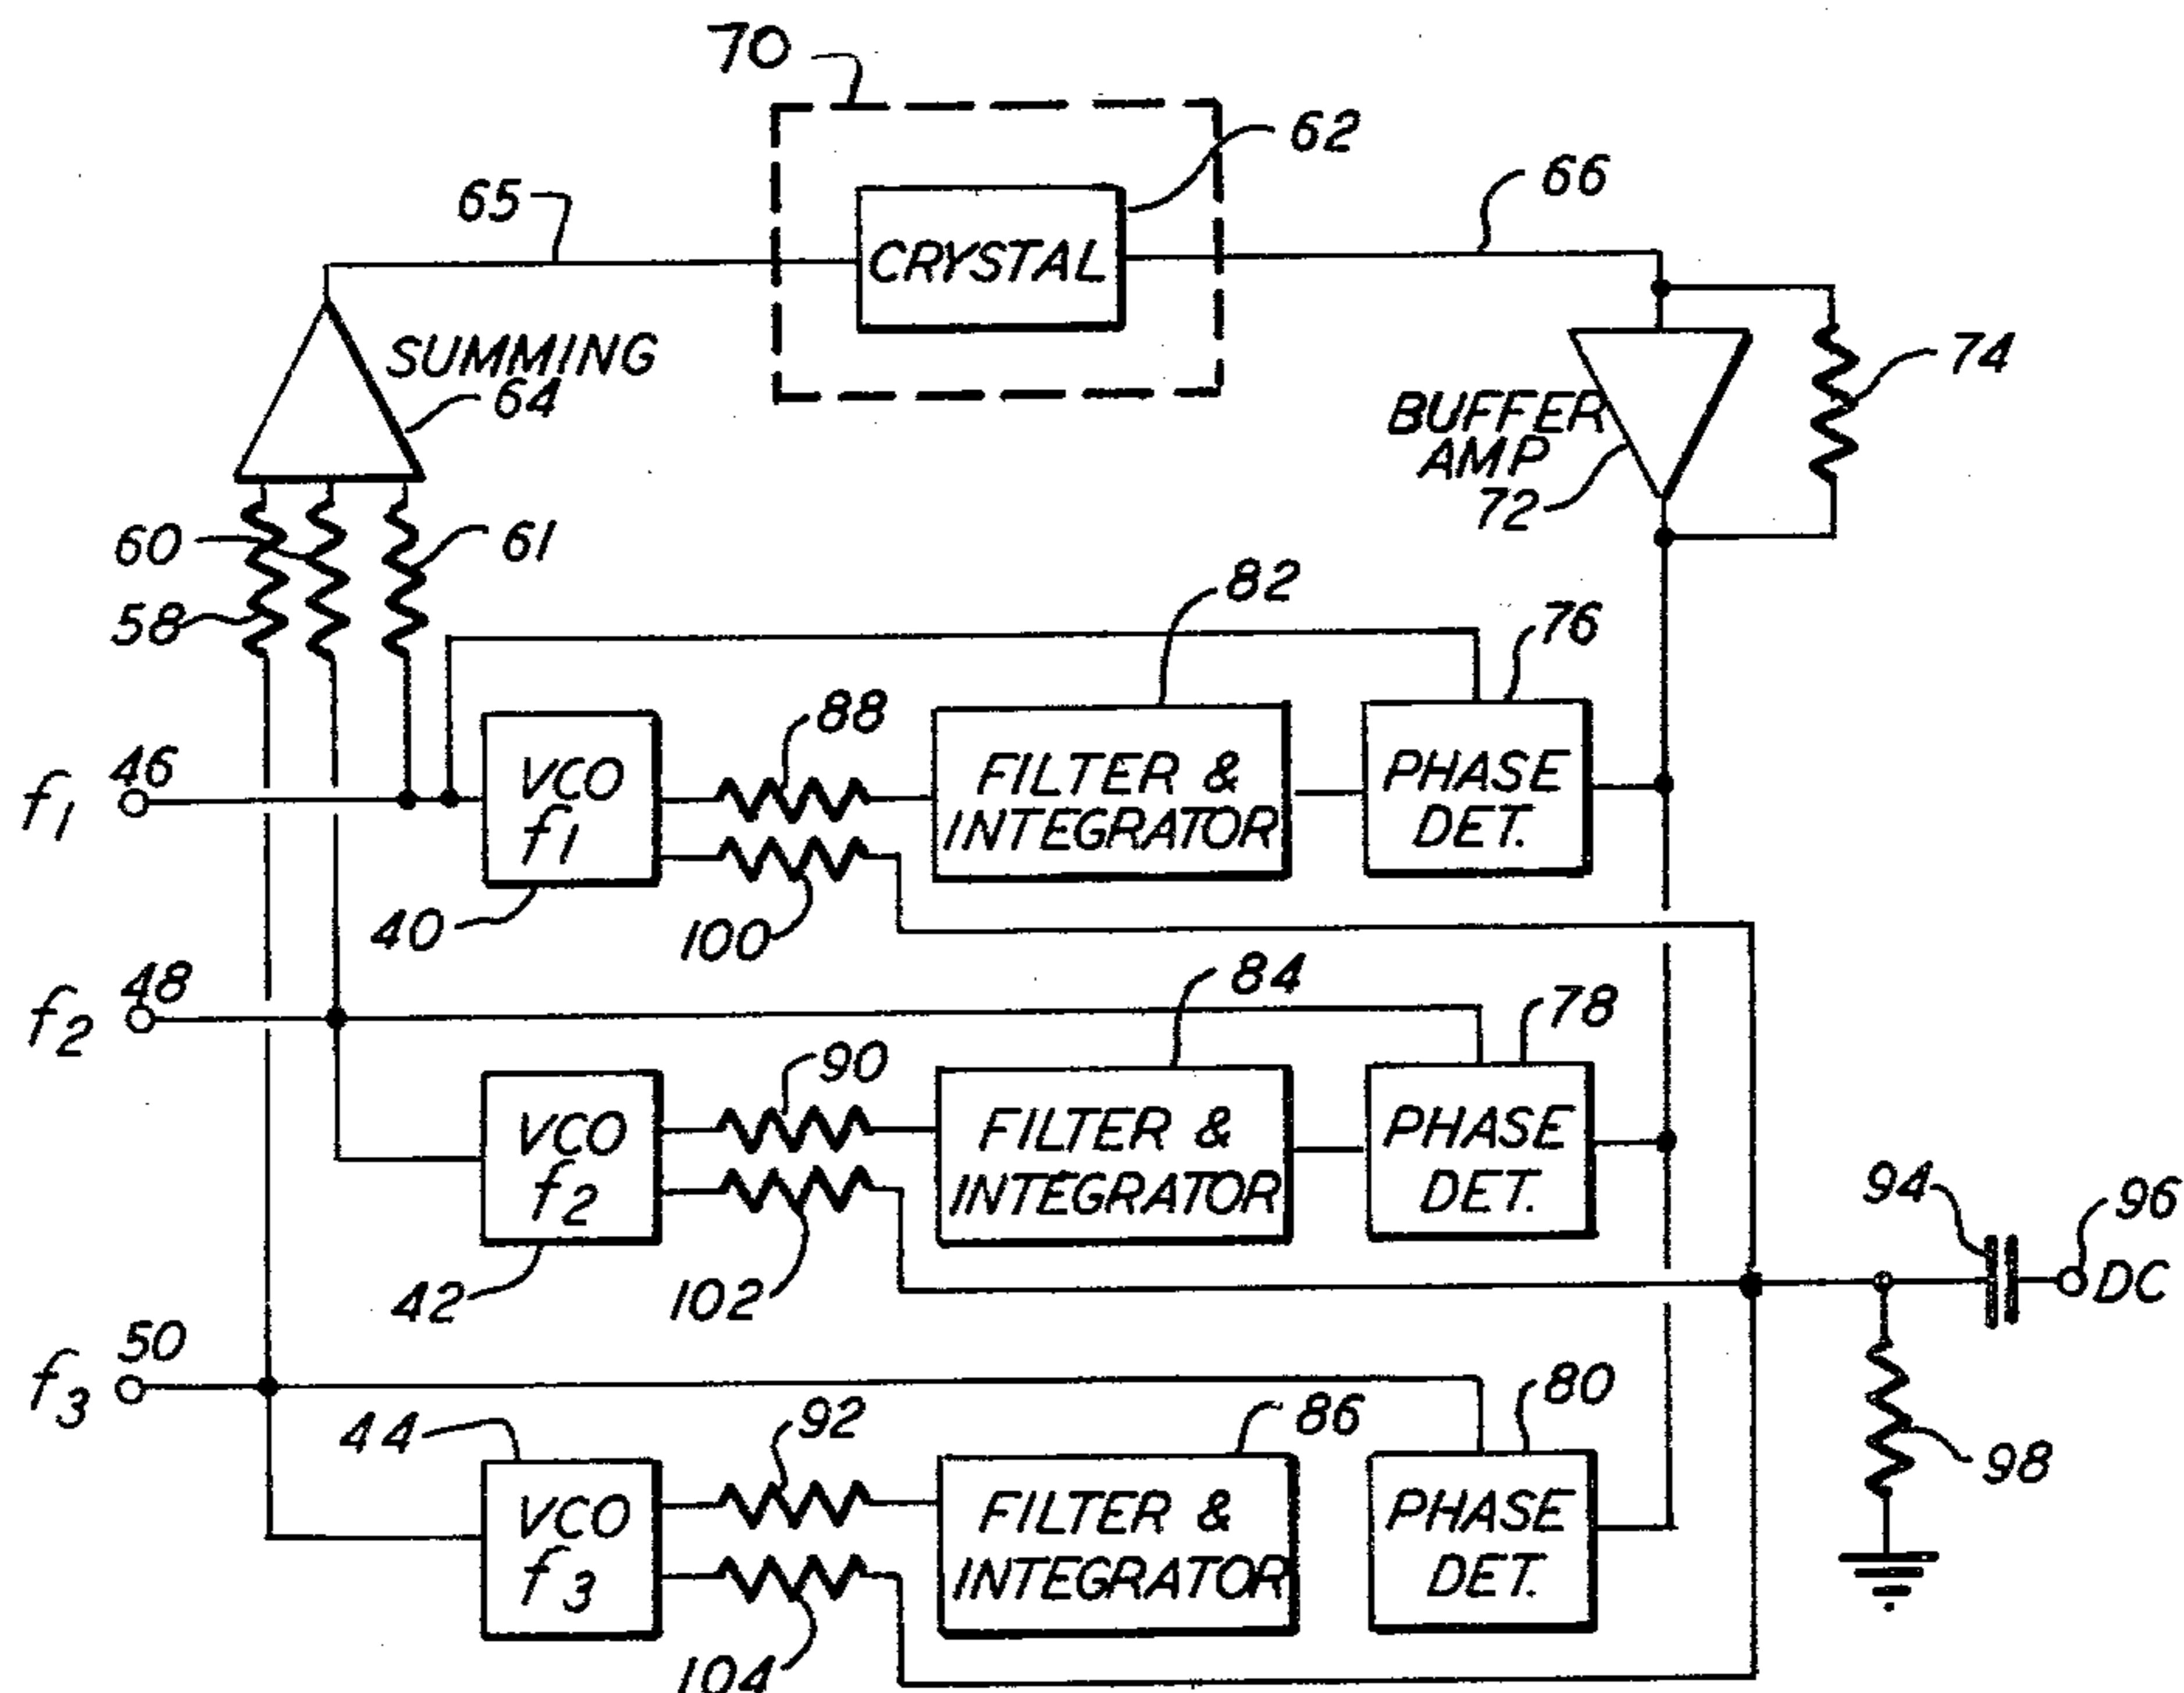 70
62
65
66
CRYSTAL
SUMMING
64
74
BUFFER
AMP
72
60
61
58
82
76
88
f1
46
VCO
f1
FILTER &
INTEGRATOR
PHASE
DET.
40
100
84
78
f2
48
90
VCO
f2
FILTER &
INTEGRATOR
PHASE
DET.
94
96
DC
42
102
f3
50
44
92
86
80
98
VCO
f3
FILTER &
INTEGRATOR
PHASE
DET.
104